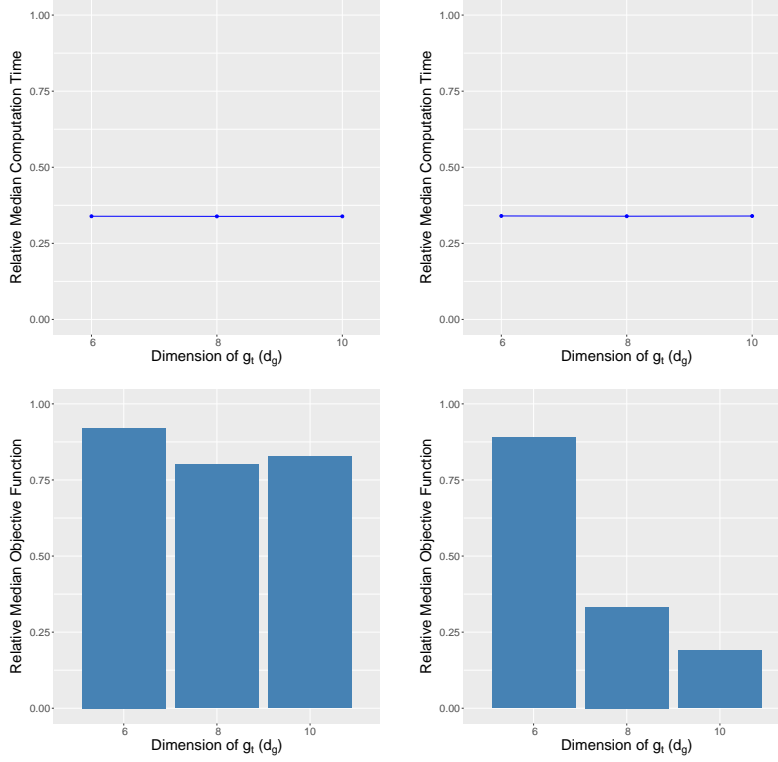 Relative Median Computation Time
1.00
0.75
0.50
0.25
0.00
6 8 10
Dimension of gₜ (d_g)
Relative Median Computation Time
1.00
0.75
0.50
0.25
0.00
6 8 10
Dimension of gₜ (d_g)
Relative Median Objective Function
1.00
0.75
0.50
0.25
0.00
6 8 10
Dimension of gₜ (d_g)
Relative Median Objective Function
1.00
0.75
0.50
0.25
0.00
6 8 10
Dimension of gₜ (d_g)